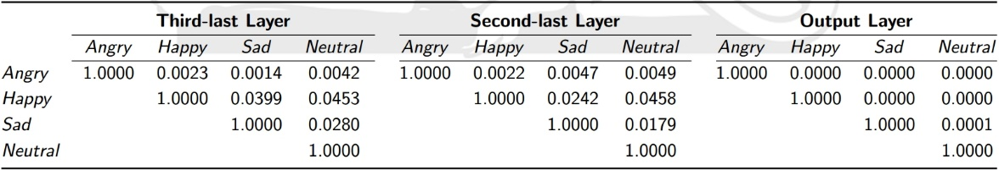 Third-last Layer Second-last Layer Output Layer
Angry Happy Sad Neutral Angry Happy Sad Neutral Angry Happy Sad Neutral
Angry 1.0000 0.0023 0.0014 0.0042 1.0000 0.0022 0.0047 0.0049 1.0000 0.0000 0.0000 0.0000
Happy 1.0000 0.0399 0.0453 1.0000 0.0242 0.0458 1.0000 0.0000 0.0000
Sad 1.0000 0.0280 1.0000 0.0179 1.0000 0.0001
Neutral 1.0000 1.0000 1.0000